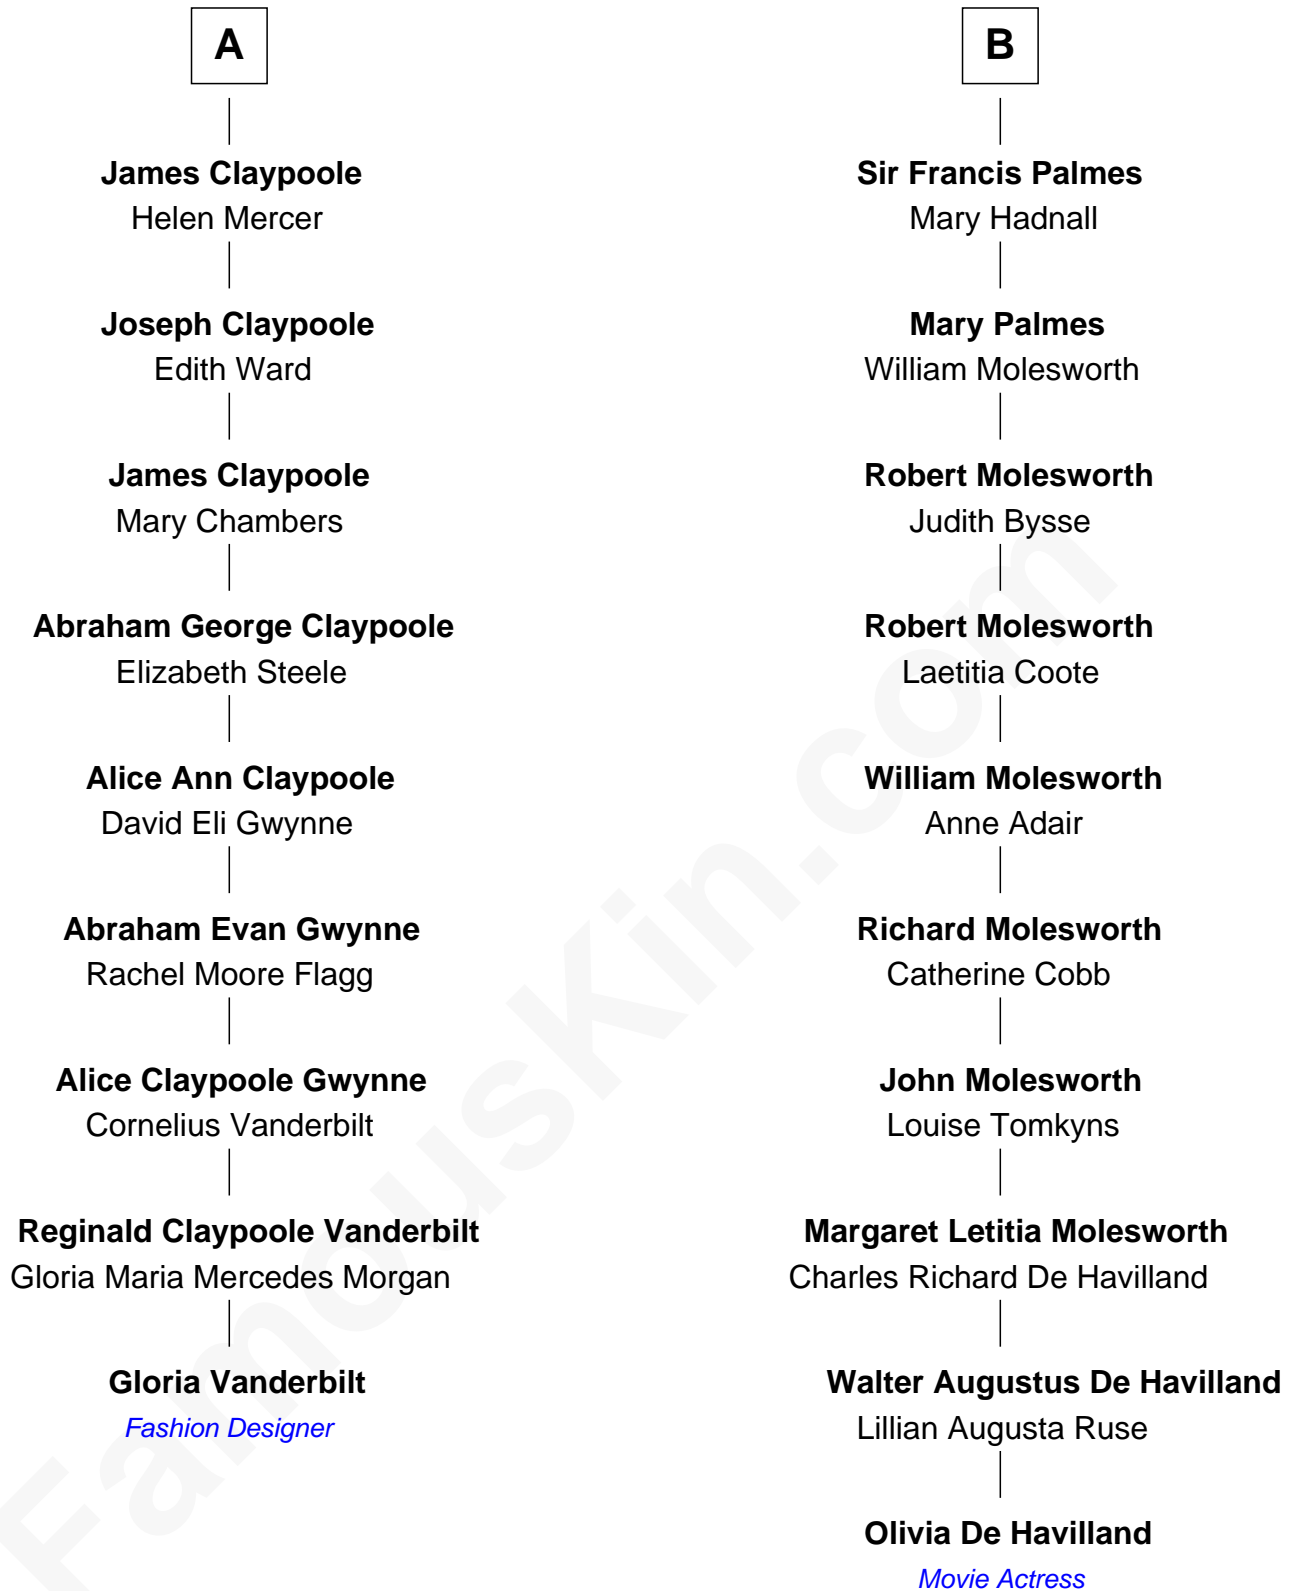 A
James Claypoole
Helen Mercer
Joseph Claypoole
Edith Ward
James Claypoole
Mary Chambers
Abraham George Claypoole
Elizabeth Steele
Alice Ann Claypoole
David Eli Gwynne
Abraham Evan Gwynne
Rachel Moore Flagg
Alice Claypoole Gwynne
Cornelius Vanderbilt
Reginald Claypoole Vanderbilt
Gloria Maria Mercedes Morgan
Gloria Vanderbilt
Fashion Designer
B
Sir Francis Palmes
Mary Hadnall
Mary Palmes
William Molesworth
Robert Molesworth
Judith Bysse
Robert Molesworth
Laetitia Coote
William Molesworth
Anne Adair
Richard Molesworth
Catherine Cobb
John Molesworth
Louise Tomkyns
Margaret Letitia Molesworth
Charles Richard De Havilland
Walter Augustus De Havilland
Lillian Augusta Ruse
Olivia De Havilland
Movie Actress
FamousKin.com